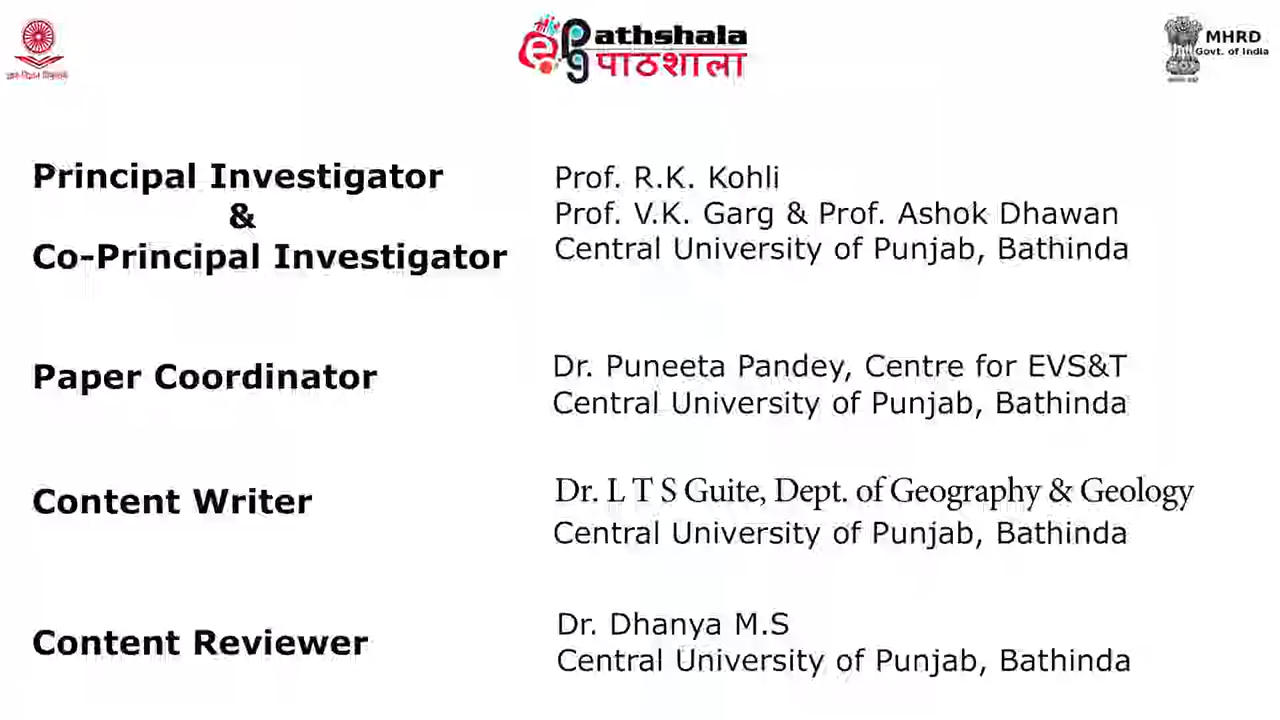 ePG Pathshala
पाठशाला
MHRD
Govt. of India
Principal Investigator
&
Co-Principal Investigator
Prof. R.K. Kohli
Prof. V.K. Garg & Prof. Ashok Dhawan
Central University of Punjab, Bathinda
Paper Coordinator
Dr. Puneeta Pandey, Centre for EVS&T
Central University of Punjab, Bathinda
Content Writer
Dr. L T S Guite, Dept. of Geography & Geology
Central University of Punjab, Bathinda
Content Reviewer
Dr. Dhanya M.S
Central University of Punjab, Bathinda